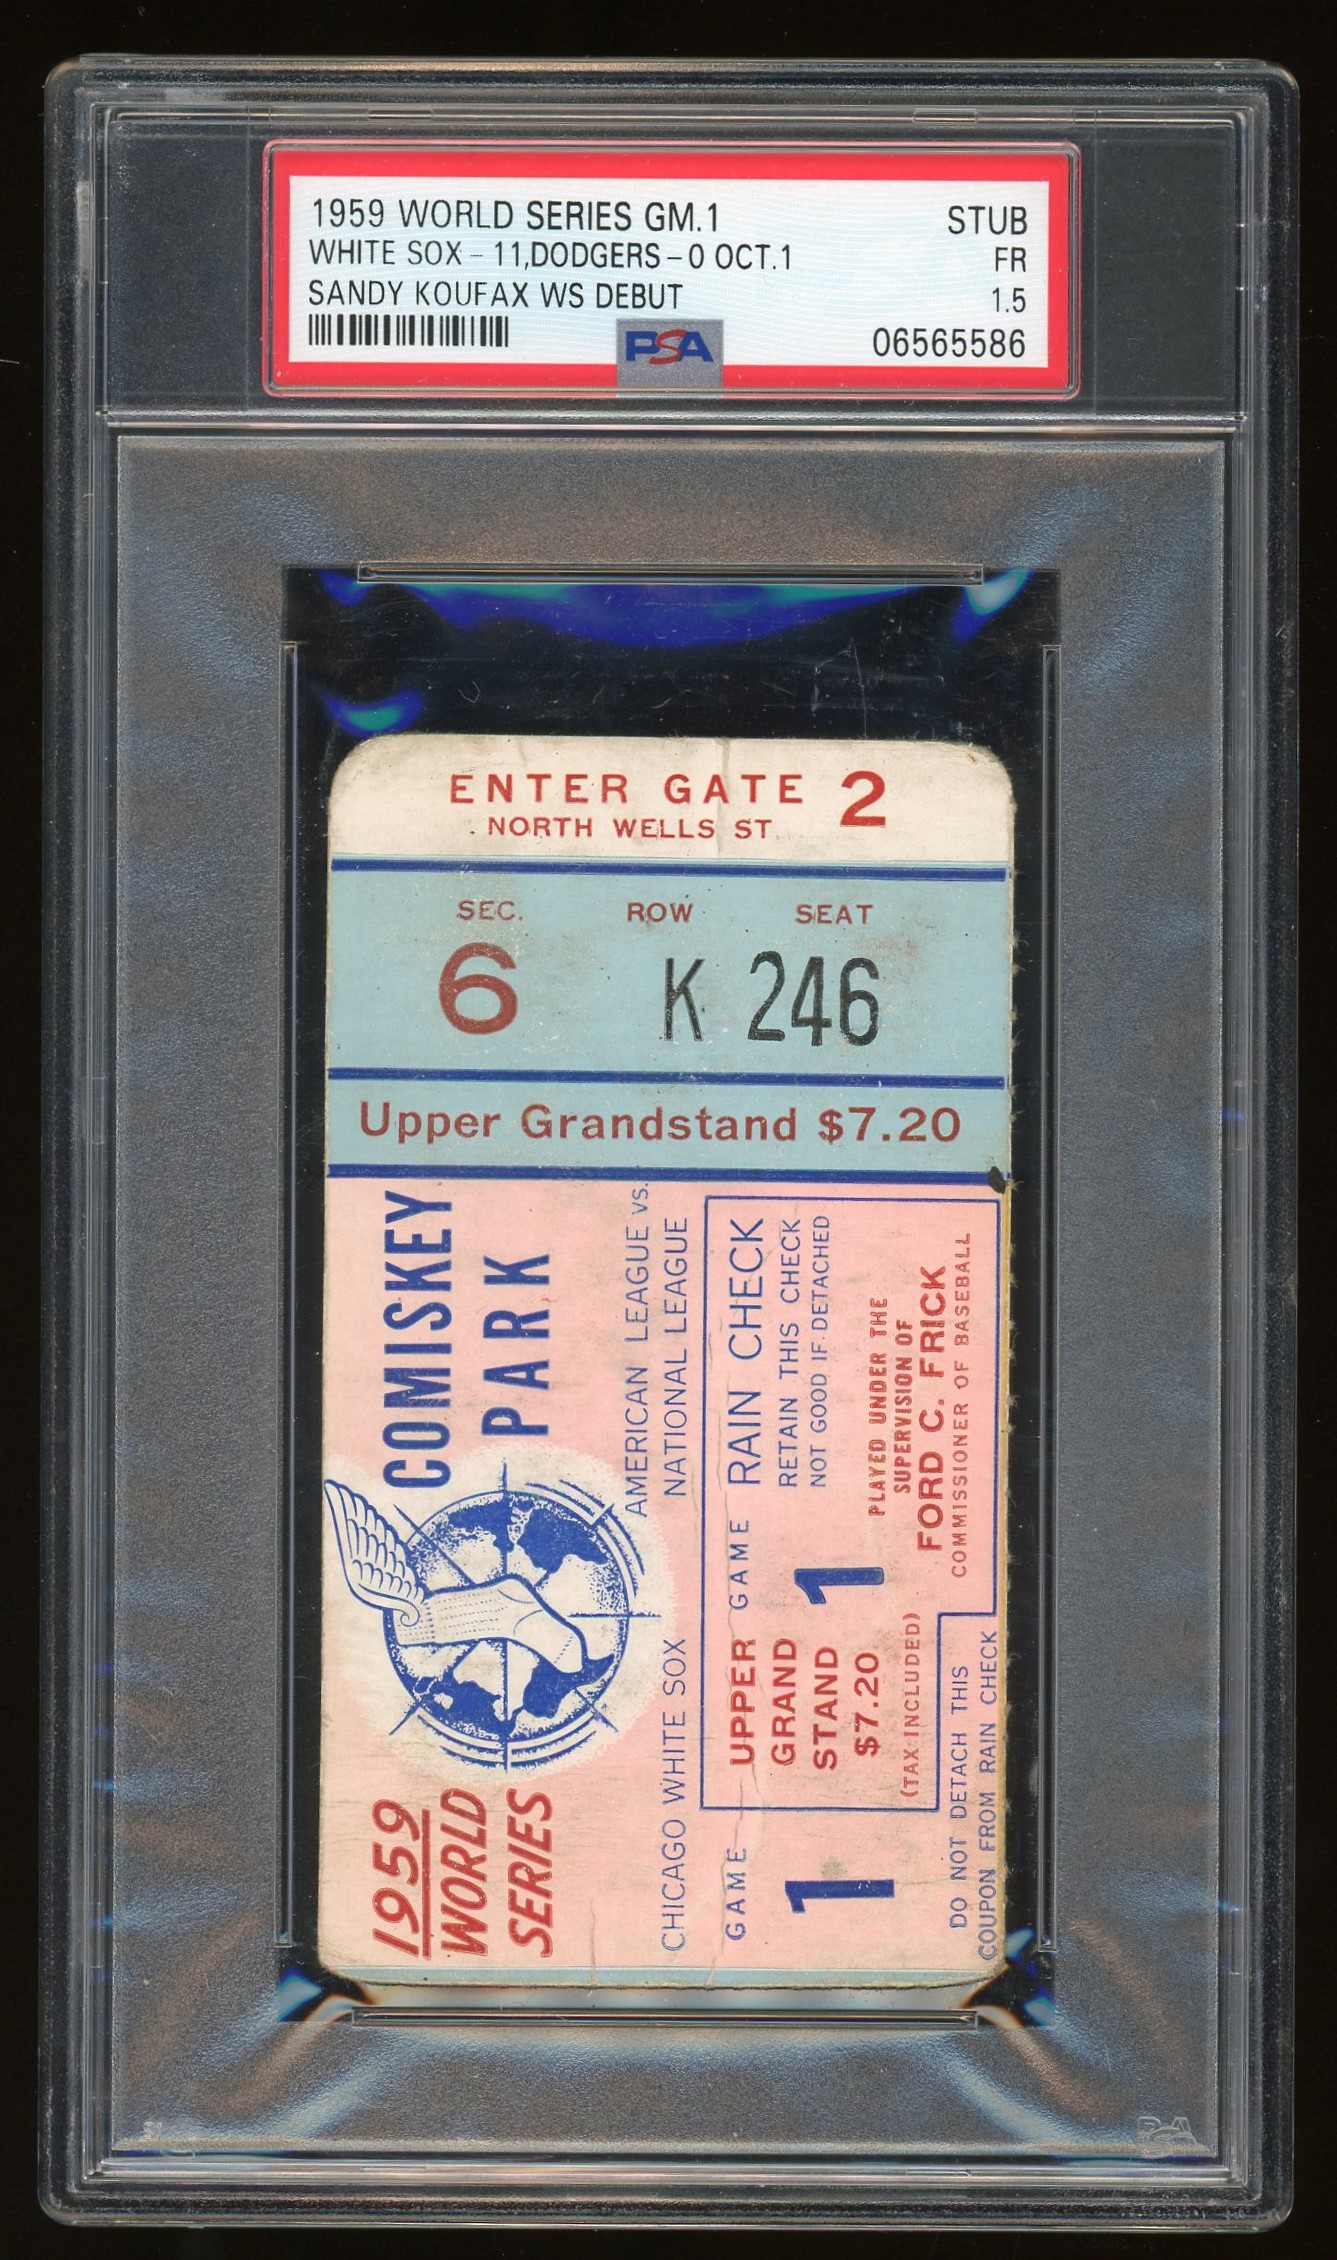 1959 WORLD SERIES GM.1
WHITE SOX - 11,DODGERS - 0 OCT.1
SANDY KOUFAX WS DEBUT
STUB
FR
1.5
06565586
PSA
ENTER GATE 2
NORTH WELLS ST.
SEC. ROW SEAT
6 K 246
Upper Grandstand $7.20
1959
WORLD
SERIES
COMISKEY
PARK
CHICAGO WHITE SOX
AMERICAN LEAGUE VS.
NATIONAL LEAGUE
GAME
1
UPPER
GRAND
STAND
$7.20
(TAX INCLUDED)
GAME
1
RAIN CHECK
RETAIN THIS CHECK
NOT GOOD IF DETACHED
PLAYED UNDER THE
SUPERVISION OF
FORD C. FRICK
COMMISSIONER OF BASEBALL
DO NOT DETACH THIS
COUPON FROM RAIN CHECK
PSA